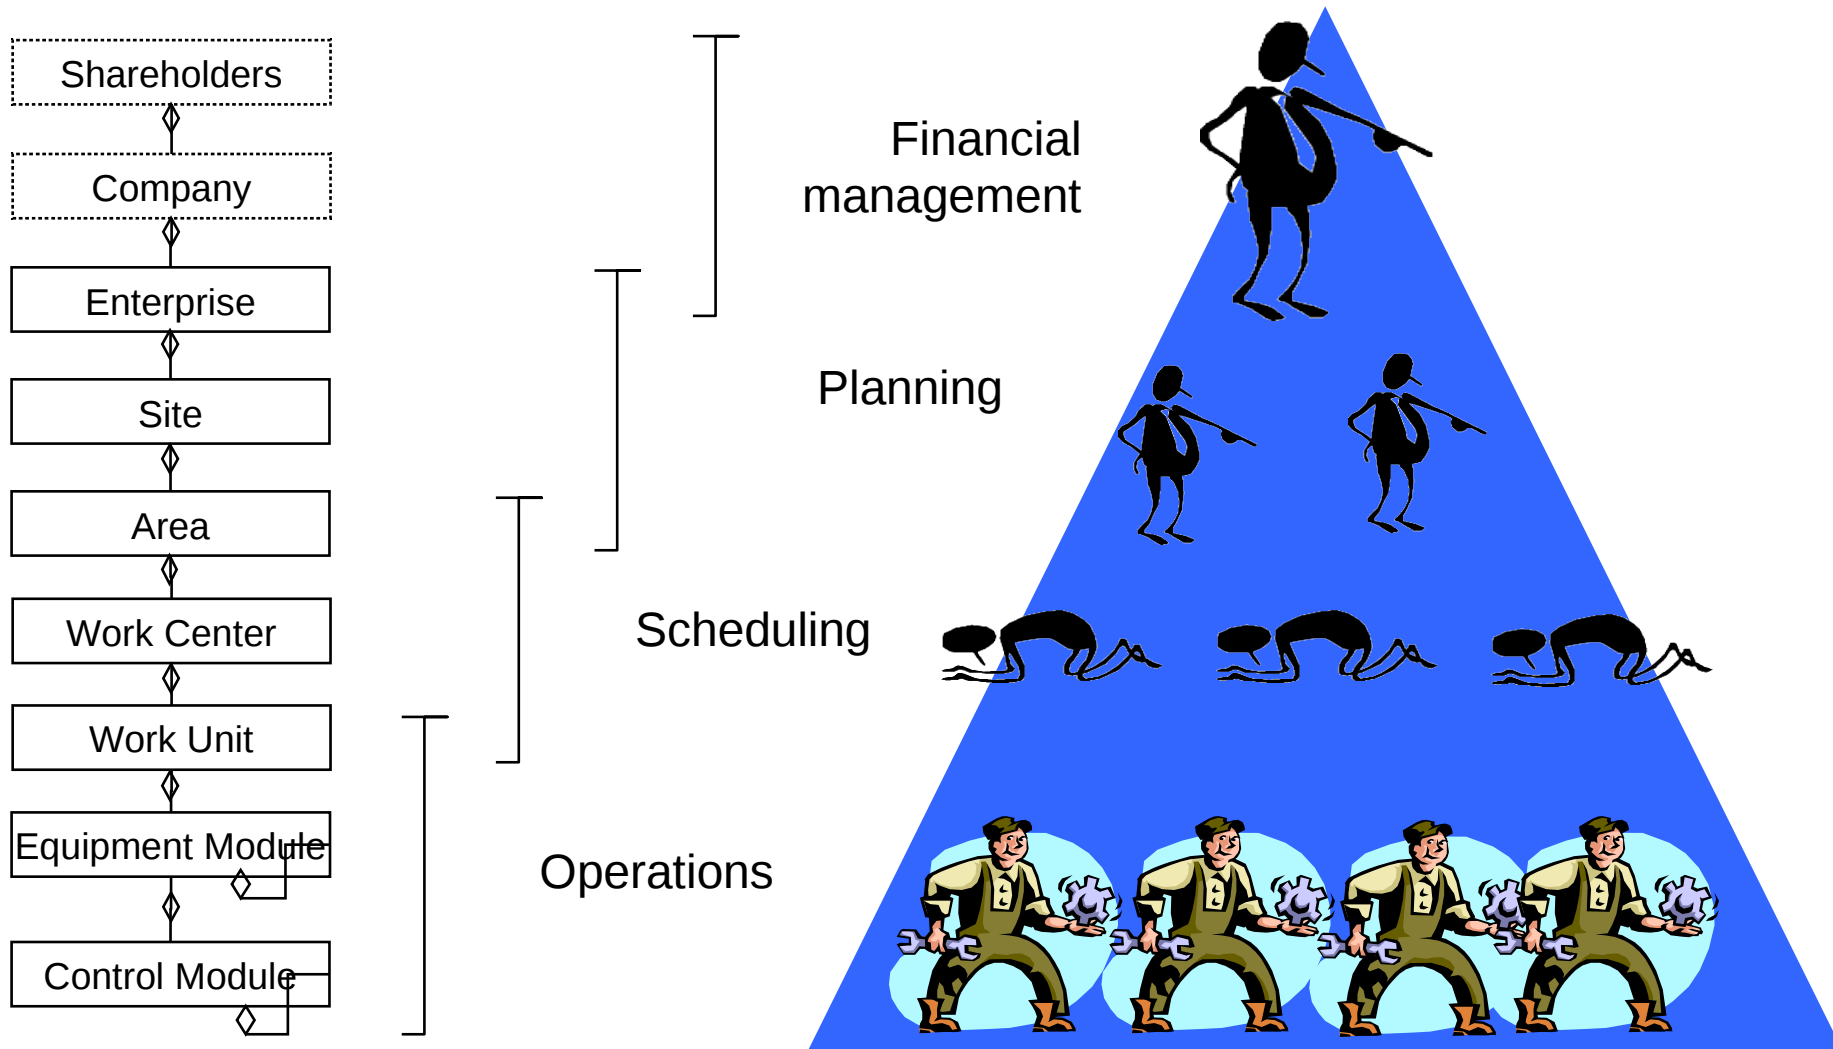 Shareholders
Company
Enterprise
Site
Area
Work Center
Work Unit
Equipment Module
Control Module
Financial
management
Planning
Scheduling
Operations